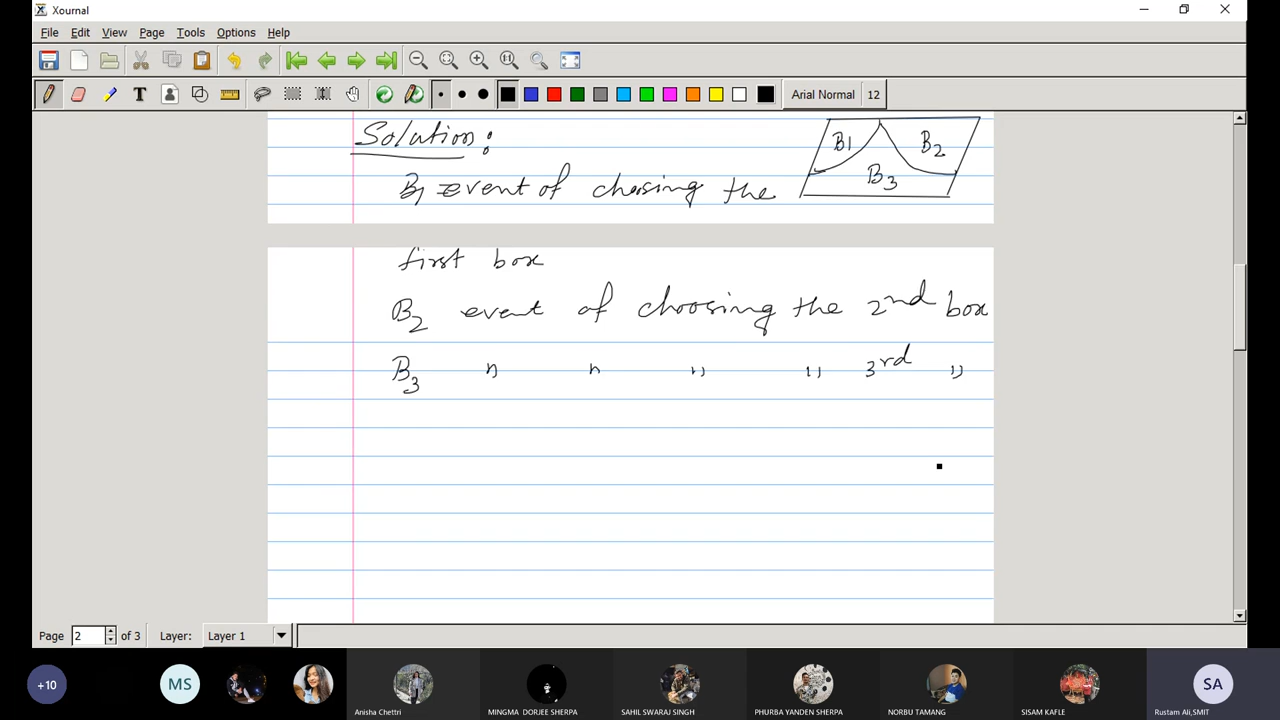 Xournal
File Edit View Page Tools Options Help
Arial Normal 12
Solution:
B1 B2
B3
B1 event of choosing the
first box
B2 event of choosing the 2nd box
B3 " " " " 3rd "
Page 2 of 3 Layer: Layer 1
+10 MS SA
Anisha Chettri MINGMA DORJEE SHERPA SAHIL SWARAJ SINGH PHURBA YANDEN SHERPA NORBU TAMANG SISAM KAFLE Rustam Ali,SMIT